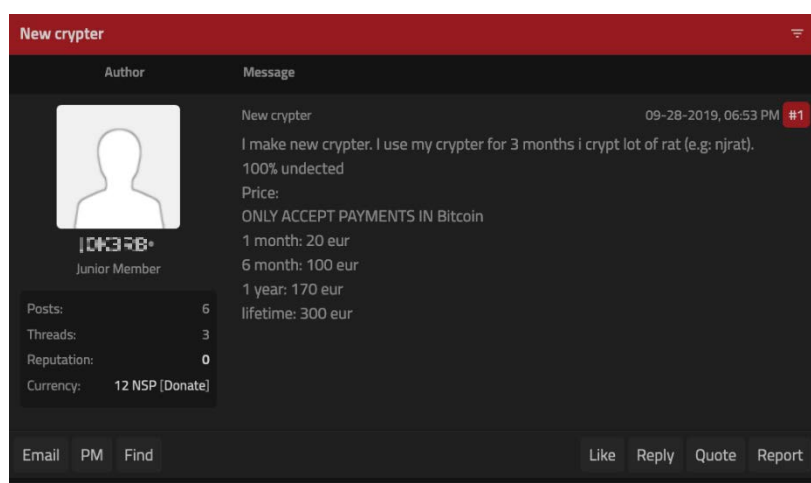 New crypter
Author Message
New crypter 09-28-2019, 06:53 PM #1
I make new crypter. I use my crypter for 3 months i crypt lot of rat (e.g: njrat).
100% undected
Price:
ONLY ACCEPT PAYMENTS IN Bitcoin
1 month: 20 eur
6 month: 100 eur
1 year: 170 eur
lifetime: 300 eur
Junior Member
Posts: 6
Threads: 3
Reputation: 0
Currency: 12 NSP [Donate]
Email PM Find Like Reply Quote Report